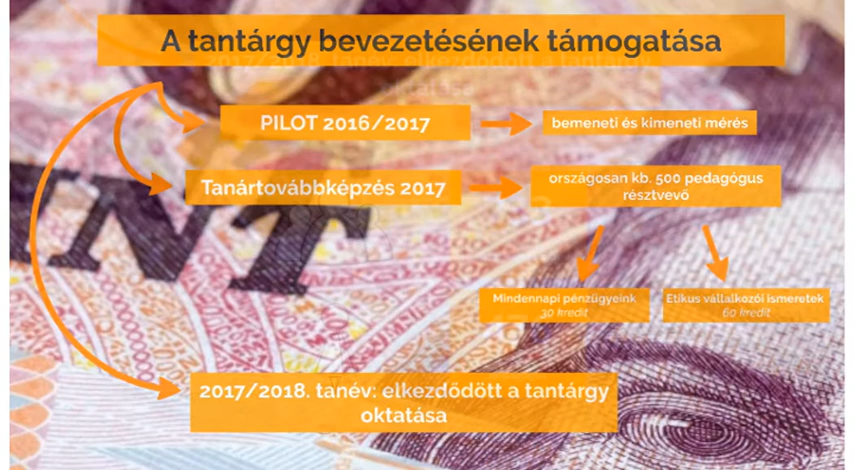 A tantárgy bevezetésének támogatása
PILOT 2016/2017
bemeneti és kimeneti mérés
Tanártovábbképzés 2017
országosan kb. 500 pedagógus
résztvevő
Mindennapi pénzügyeink
30 kredit
Etikus vállalkozói ismeretek
60 kredit
2017/2018. tanév: elkezdődött a tantárgy
oktatása